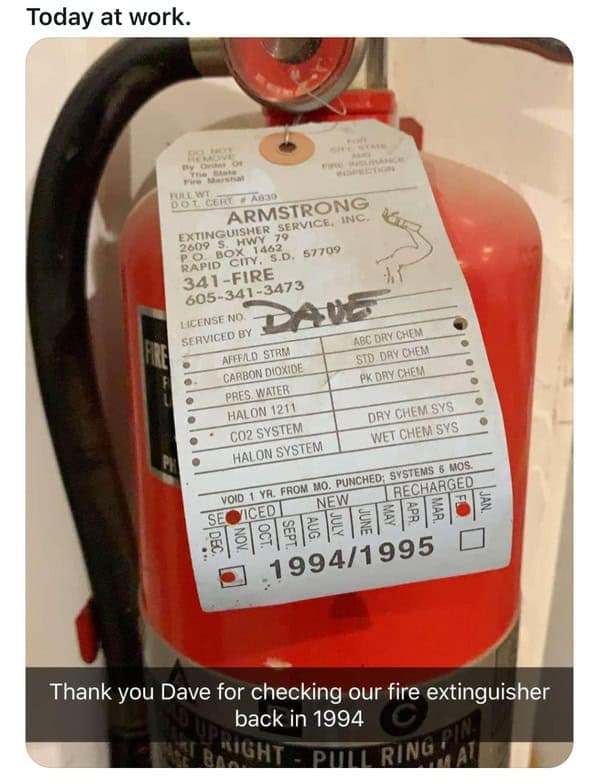 Today at work.
DO NOT
REMOVE
By Order Of
The State
Fire Marshal
FOR
CITY, STATE
AND
FIRE INSURANCE
INSPECTION
FULL WT.
D.O.T. CERT. # A839
ARMSTRONG
EXTINGUISHER SERVICE, INC.
2609 S. HWY 79
P.O. BOX 1462
RAPID CITY, S.D. 57709
341-FIRE
605-341-3473
LICENSE NO.
SERVICED BY DAVE
AFFF/LD STRM
CARBON DIOXIDE
PRES. WATER
HALON 1211
CO2 SYSTEM
HALON SYSTEM
ABC DRY CHEM
STD. DRY CHEM
PK DRY CHEM
DRY CHEM SYS
WET CHEM SYS
VOID 1 YR. FROM MO. PUNCHED; SYSTEMS 6 MOS.
SE VICED NEW RECHARGED
DEC. NOV. OCT. SEPT. AUG. JULY JUNE MAY APR. MAR. JAN.
1994/1995
FIRE
Thank you Dave for checking our fire extinguisher
back in 1994
UPRIGHT - PULL RING PIN